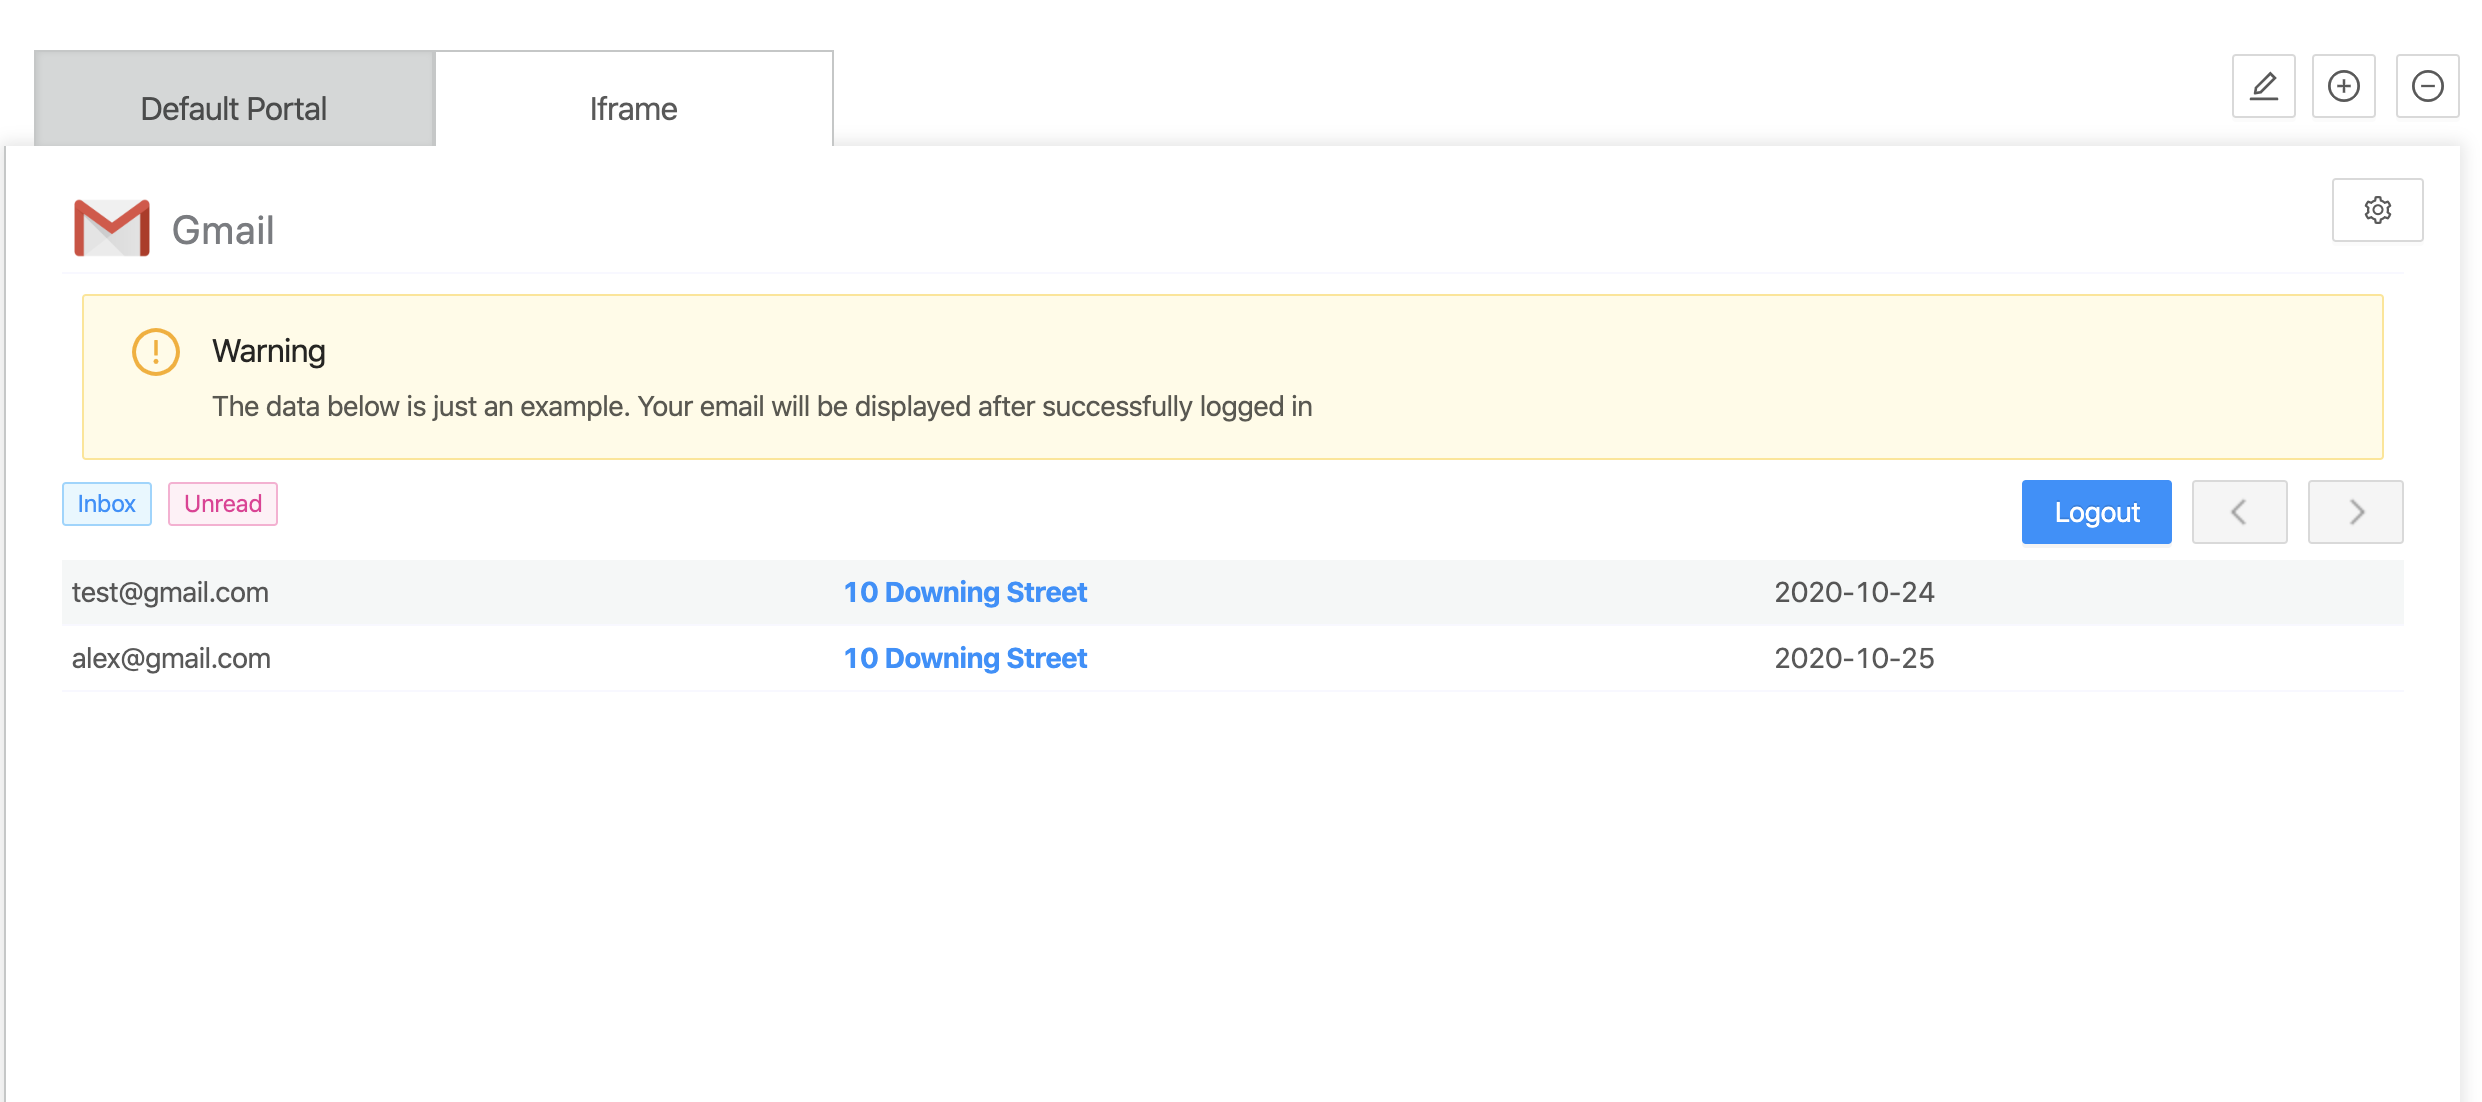 Default Portal
Iframe
Gmail
Warning
The data below is just an example. Your email will be displayed after successfully logged in
Inbox
Unread
Logout
test@gmail.com 10 Downing Street 2020-10-24
alex@gmail.com 10 Downing Street 2020-10-25